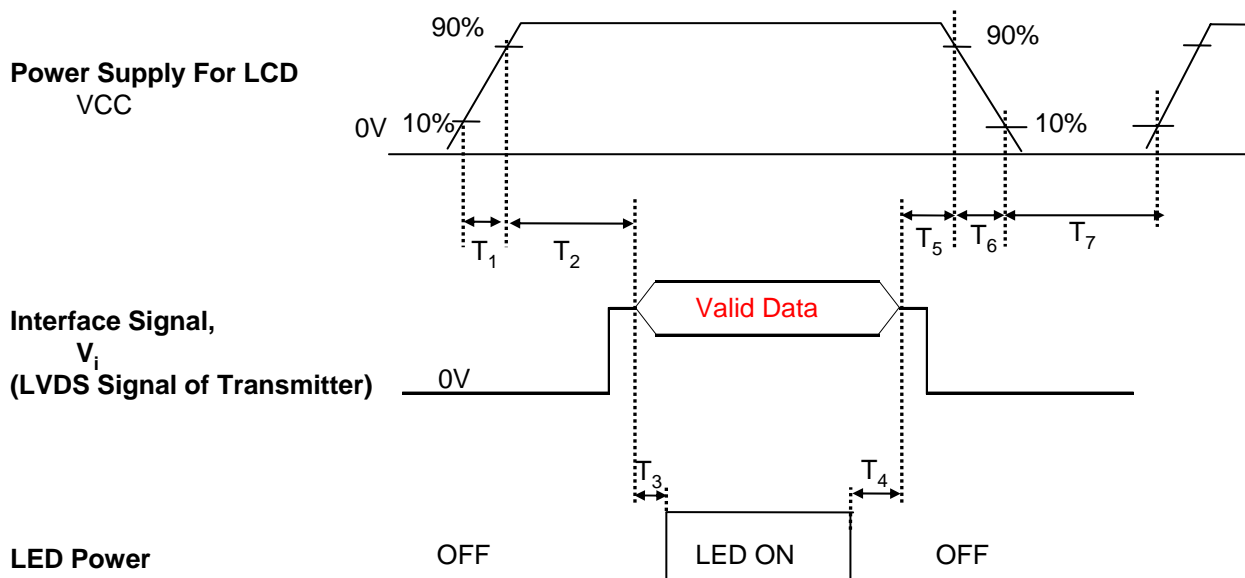 90%
90%
Power Supply For LCD
VCC
0V
10%
10%
T1
T2
T5
T6
T7
Valid Data
Interface Signal,
Vi
(LVDS Signal of Transmitter)
0V
T3
T4
LED Power
OFF
LED ON
OFF